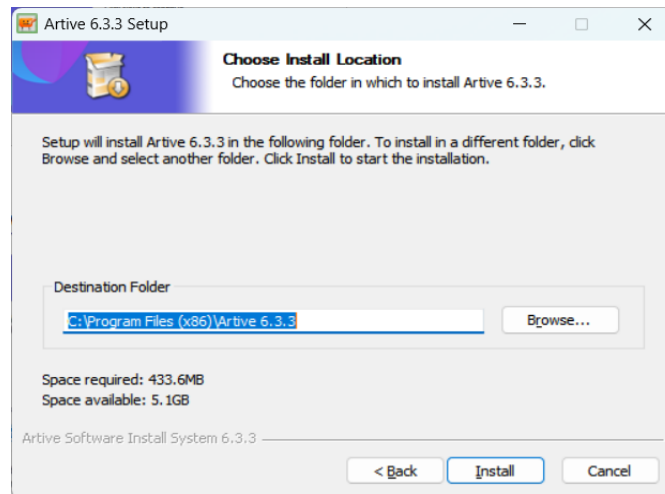 Artive 6.3.3 Setup
Choose Install Location
Choose the folder in which to install Artive 6.3.3.
Setup will install Artive 6.3.3 in the following folder. To install in a different folder, click
Browse and select another folder. Click Install to start the installation.
Destination Folder
C:\Program Files (x86)\Artive 6.3.3
Browse...
Space required: 433.6MB
Space available: 5.1GB
Artive Software Install System 6.3.3
< Back Install Cancel